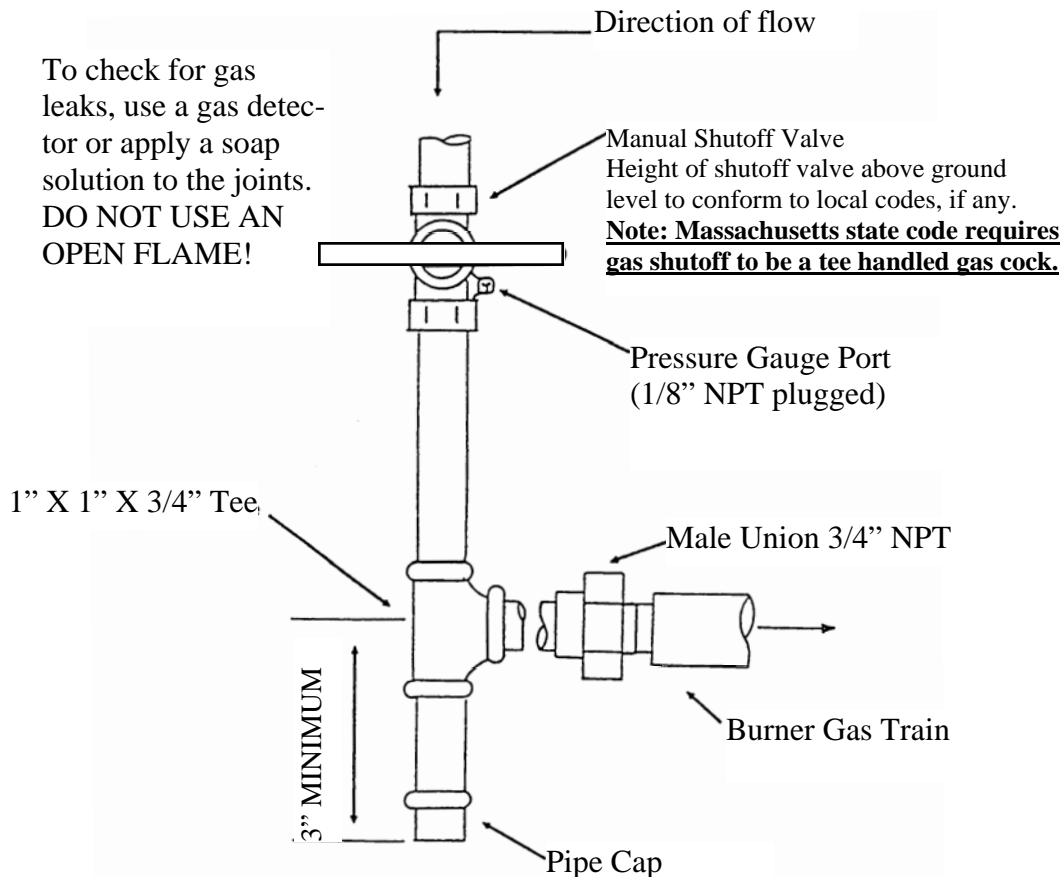 Direction of flow
To check for gas
leaks, use a gas detec-
tor or apply a soap
solution to the joints.
DO NOT USE AN
OPEN FLAME!
Manual Shutoff Valve
Height of shutoff valve above ground
level to conform to local codes, if any.
Note: Massachusetts state code requires
gas shutoff to be a tee handled gas cock.
Pressure Gauge Port
(1/8” NPT plugged)
1” X 1” X 3/4” Tee
Male Union 3/4” NPT
3” MINIMUM
Burner Gas Train
Pipe Cap